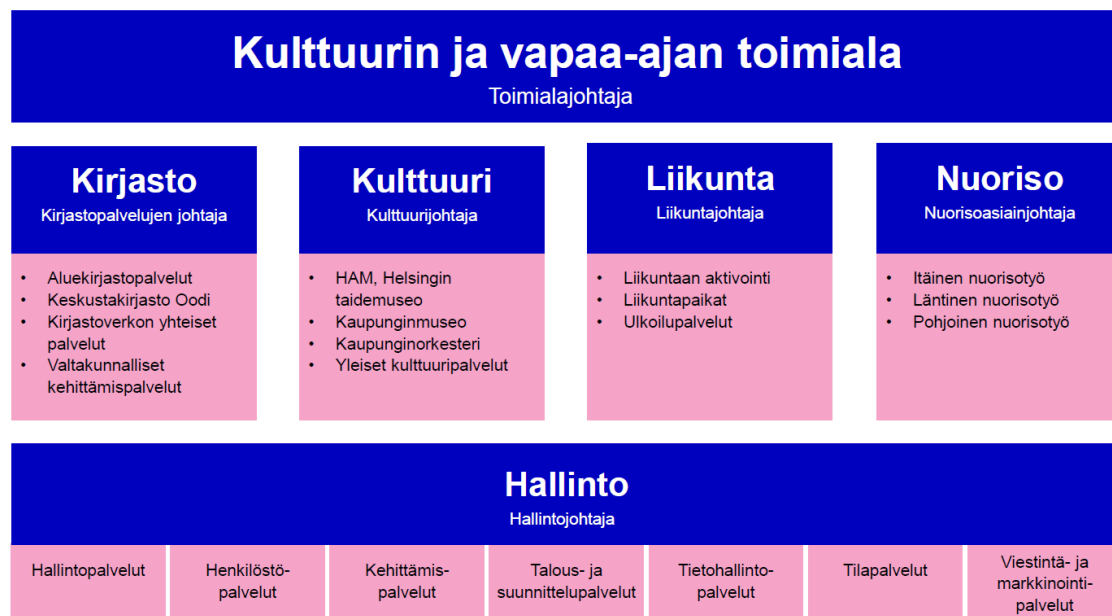 Kulttuurin ja vapaa-ajan toimiala
Toimialajohtaja
Kirjasto
Kirjastopalvelujen johtaja
• Aluekirjastopalvelut
• Keskustakirjasto Oodi
• Kirjastoverkon yhteiset
palvelut
• Valtakunnalliset
kehittämispalvelut
Kulttuuri
Kulttuurijohtaja
• HAM, Helsingin
taidemuseo
• Kaupunginmuseo
• Kaupunginorkesteri
• Yleiset kulttuuripalvelut
Liikunta
Liikuntajohtaja
• Liikuntaan aktivointi
• Liikuntapaikat
• Ulkoilupalvelut
Nuoriso
Nuorisoasiainjohtaja
• Itäinen nuorisotyö
• Läntinen nuorisotyö
• Pohjoinen nuorisotyö
Hallinto
Hallintojohtaja
Hallintopalvelut
Henkilöstö-
palvelut
Kehittämis-
palvelut
Talous- ja
suunnittelupalvelut
Tietohallinto-
palvelut
Tilapalvelut
Viestintä- ja
markkinointi-
palvelut